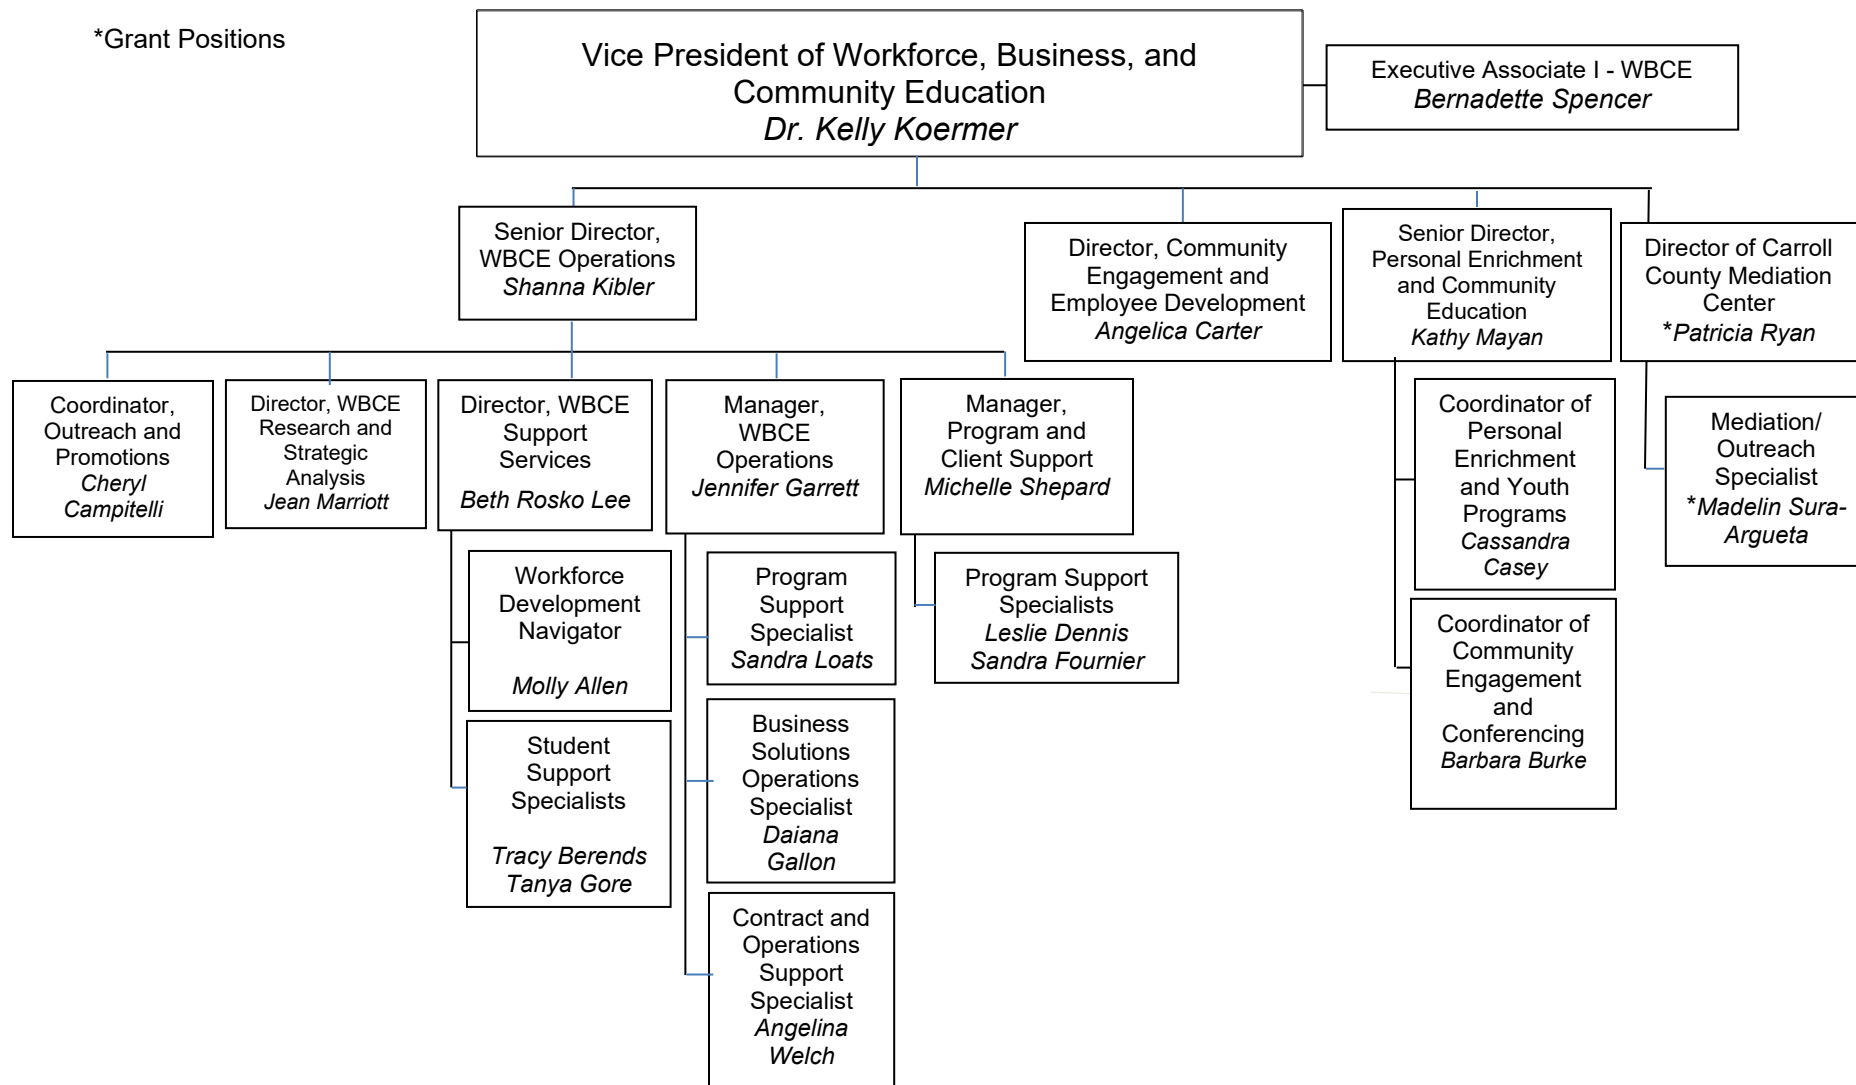 *Grant Positions
Vice President of Workforce, Business, and
Community Education
Dr. Kelly Koermer
Executive Associate I - WBCE
Bernadette Spencer
Senior Director,
WBCE Operations
Shanna Kibler
Director, Community
Engagement and
Employee Development
Angelica Carter
Senior Director,
Personal Enrichment
and Community
Education
Kathy Mayan
Director of Carroll
County Mediation
Center
*Patricia Ryan
Coordinator,
Outreach and
Promotions
Cheryl
Campitelli
Director, WBCE
Research and
Strategic
Analysis
Jean Marriott
Director, WBCE
Support
Services
Beth Rosko Lee
Manager,
WBCE
Operations
Jennifer Garrett
Manager,
Program and
Client Support
Michelle Shepard
Coordinator of
Personal
Enrichment
and Youth
Programs
Cassandra
Casey
Mediation/
Outreach
Specialist
*Madelin Sura-
Argueta
Workforce
Development
Navigator
Molly Allen
Program
Support
Specialist
Sandra Loats
Program Support
Specialists
Leslie Dennis
Sandra Fournier
Coordinator of
Community
Engagement
and
Conferencing
Barbara Burke
Student
Support
Specialists
Tracy Berends
Tanya Gore
Business
Solutions
Operations
Specialist
Daiana
Gallon
Contract and
Operations
Support
Specialist
Angelina
Welch